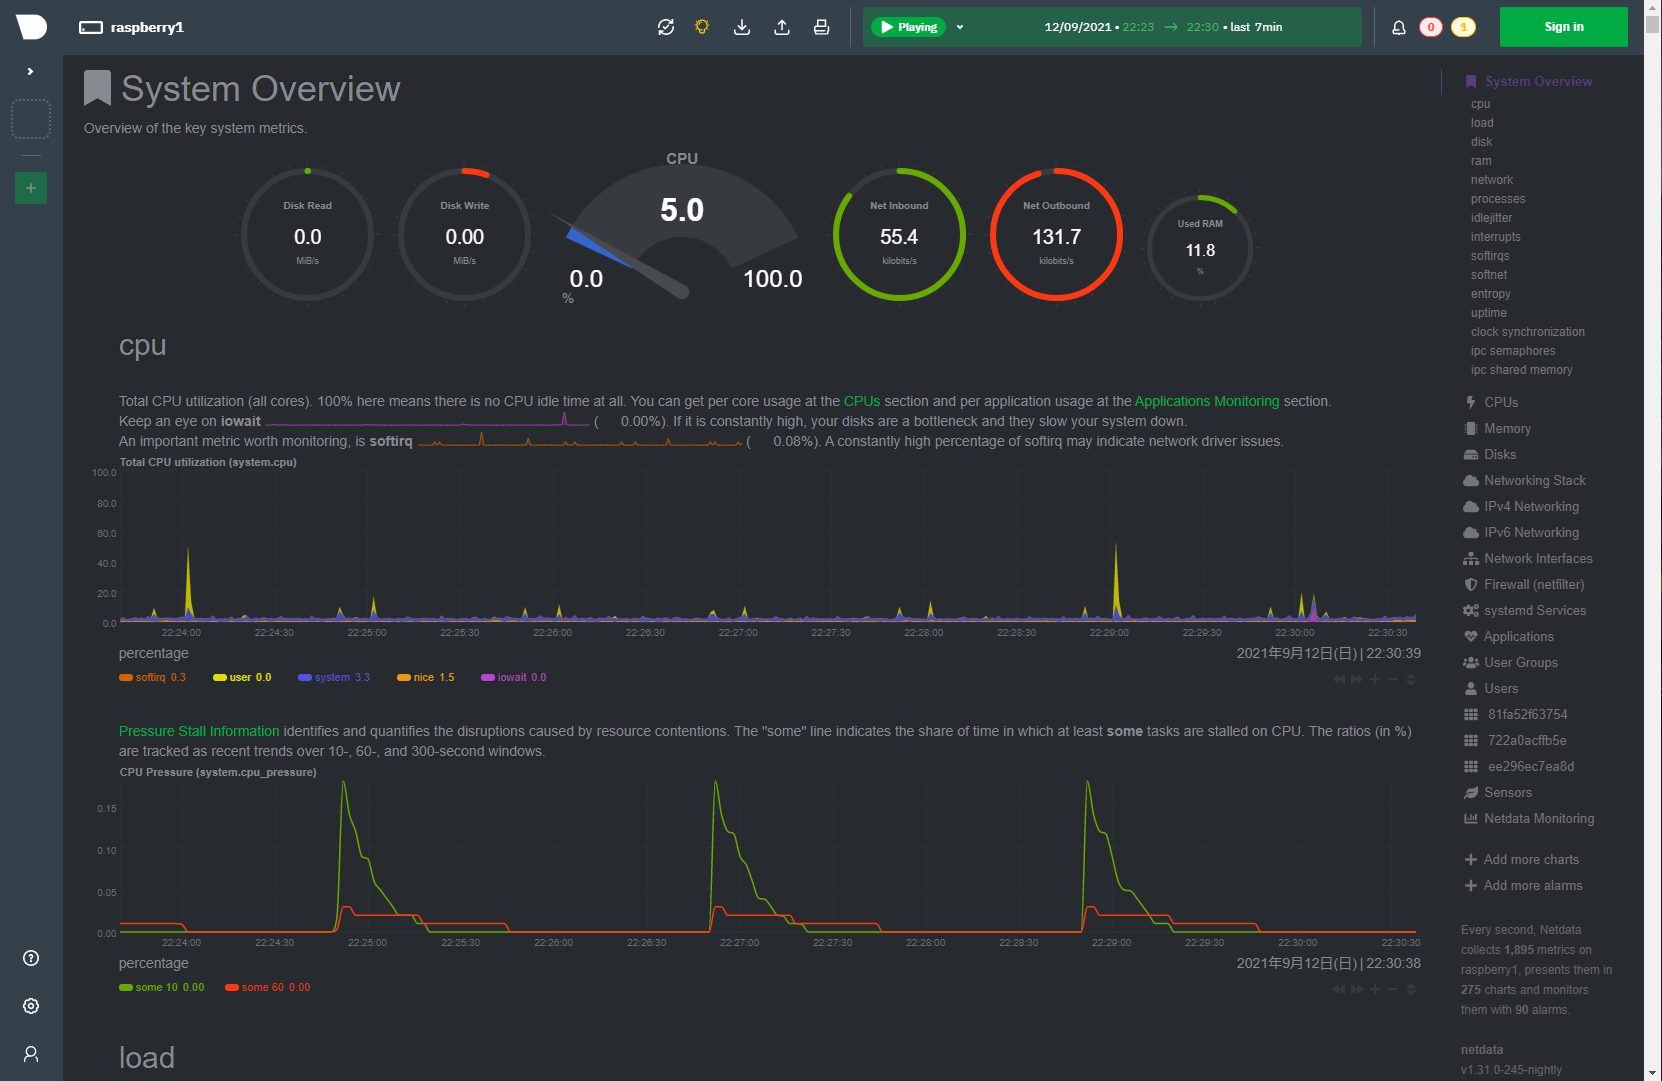 raspberry1
Playing
12/09/2021 • 22:23 → 22:30 • last 7min
0
1
Sign in
System Overview
Overview of the key system metrics.
Disk Read
0.0
MiB/s
Disk Write
0.00
MiB/s
CPU
5.0
0.0
100.0
%
Net Inbound
55.4
kilobits/s
Net Outbound
131.7
kilobits/s
Used RAM
11.8
%
cpu
Total CPU utilization (all cores). 100% here means there is no CPU idle time at all. You can get per core usage at the CPUs section and per application usage at the Applications Monitoring section.
Keep an eye on iowait ( 0.00%). If it is constantly high, your disks are a bottleneck and they slow your system down.
An important metric worth monitoring, is softirq ( 0.08%). A constantly high percentage of softirq may indicate network driver issues.
Total CPU utilization (system.cpu)
100.0
80.0
60.0
40.0
20.0
0.0
22:24:00 22:24:30 22:25:00 22:25:30 22:26:00 22:26:30 22:27:00 22:27:30 22:28:00 22:28:30 22:29:00 22:29:30 22:30:00 22:30:30
percentage
2021年9月12日(日) | 22:30:39
softirq 0.3 user 0.0 system 3.3 nice 1.5 iowait 0.0
Pressure Stall Information identifies and quantifies the disruptions caused by resource contentions. The "some" line indicates the share of time in which at least some tasks are stalled on CPU. The ratios (in %)
are tracked as recent trends over 10-, 60-, and 300-second windows.
CPU Pressure (system.cpu_pressure)
0.15
0.10
0.05
0.00
22:24:00 22:24:30 22:25:00 22:25:30 22:26:00 22:26:30 22:27:00 22:27:30 22:28:00 22:28:30 22:29:00 22:29:30 22:30:00 22:30:30
percentage
2021年9月12日(日) | 22:30:38
some 10 0.00 some 60 0.00
load
System Overview
cpu
load
disk
ram
network
processes
idlejitter
interrupts
softirqs
softnet
entropy
uptime
clock synchronization
ipc semaphores
ipc shared memory
CPUs
Memory
Disks
Networking Stack
IPv4 Networking
IPv6 Networking
Network Interfaces
Firewall (netfilter)
systemd Services
Applications
User Groups
Users
81fa52f63754
722a0acffb5e
ee296ec7ea8d
Sensors
Netdata Monitoring
Add more charts
Add more alarms
Every second, Netdata
collects 1,895 metrics on
raspberry1, presents them in
275 charts and monitors
them with 90 alarms.
netdata
v1.31.0-245-nightly